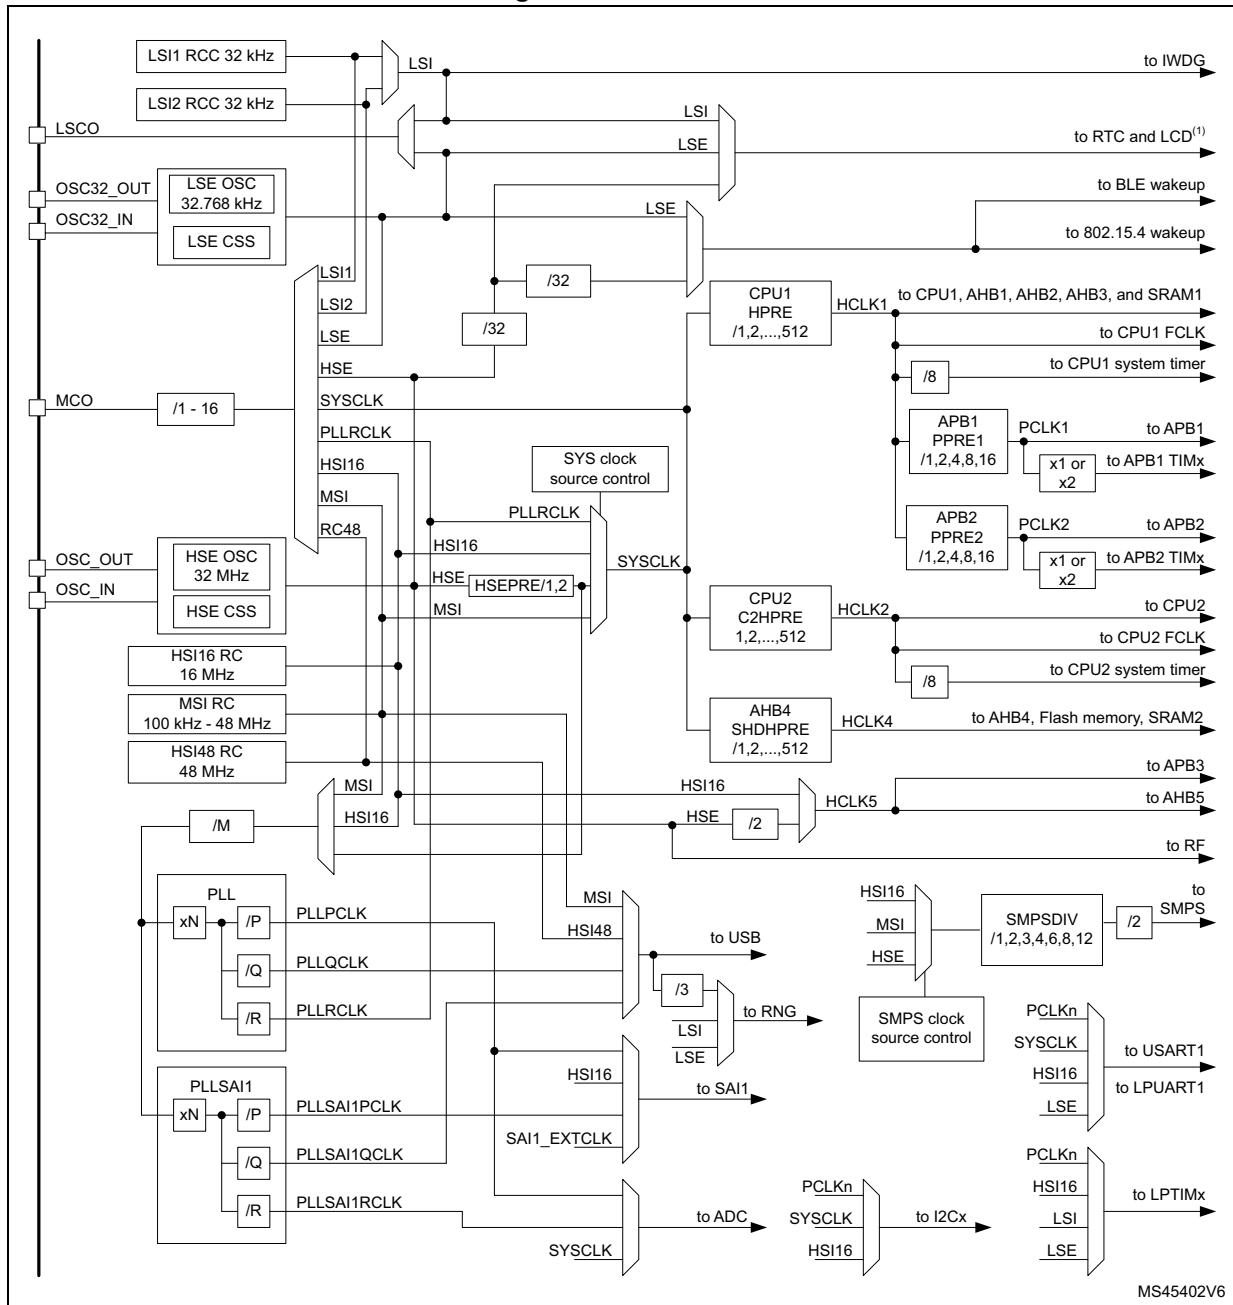 LSI1 RCC 32 kHz
LSI
to IWDG
LSI2 RCC 32 kHz
LSCO
LSI
LSE
to RTC and LCD(1)
OSC32_OUT
OSC32_IN
LSE OSC
32.768 kHz
LSE CSS
LSE
to BLE wakeup
to 802.15.4 wakeup
/32
/32
LSI1
LSI2
LSE
HSE
SYSCLK
PLLRCLK
HSI16
MSI
RC48
MCO
/1 - 16
CPU1
HPRE
/1,2,...,512
HCLK1
to CPU1, AHB1, AHB2, AHB3, and SRAM1
to CPU1 FCLK
/8
to CPU1 system timer
APB1
PPRE1
/1,2,4,8,16
PCLK1
to APB1
x1 or
x2
to APB1 TIMx
APB2
PPRE2
/1,2,4,8,16
PCLK2
to APB2
x1 or
x2
to APB2 TIMx
SYS clock
source control
PLLRCLK
HSI16
HSE
HSEPRE/1,2
MSI
SYSCLK
OSC_OUT
OSC_IN
HSE OSC
32 MHz
HSE CSS
CPU2
C2HPRE
1,2,...,512
HCLK2
to CPU2
to CPU2 FCLK
/8
to CPU2 system timer
HSI16 RC
16 MHz
MSI RC
100 kHz - 48 MHz
HSI48 RC
48 MHz
AHB4
SHDHPRE
/1,2,...,512
HCLK4
to AHB4, Flash memory, SRAM2
/M
MSI
HSI16
HSI16
HSE
/2
HCLK5
to APB3
to AHB5
to RF
PLL
xN
/P
PLLPCLK
/Q
PLLQCLK
/R
PLLRCLK
MSI
HSI48
to USB
/3
LSI
LSE
to RNG
HSI16
MSI
HSE
SMPSDIV
/1,2,3,4,6,8,12
/2
to
SMPS
SMPS clock
source control
PCLKn
SYSCLK
HSI16
LSE
to USART1
to LPUART1
PLLSAI1
xN
/P
PLLSAI1PCLK
/Q
PLLSAI1QCLK
/R
PLLSAI1RCLK
HSI16
SAI1_EXTCLK
to SAI1
SYSCLK
to ADC
PCLKn
SYSCLK
HSI16
to I2Cx
PCLKn
HSI16
LSI
LSE
to LPTIMx
MS45402V6